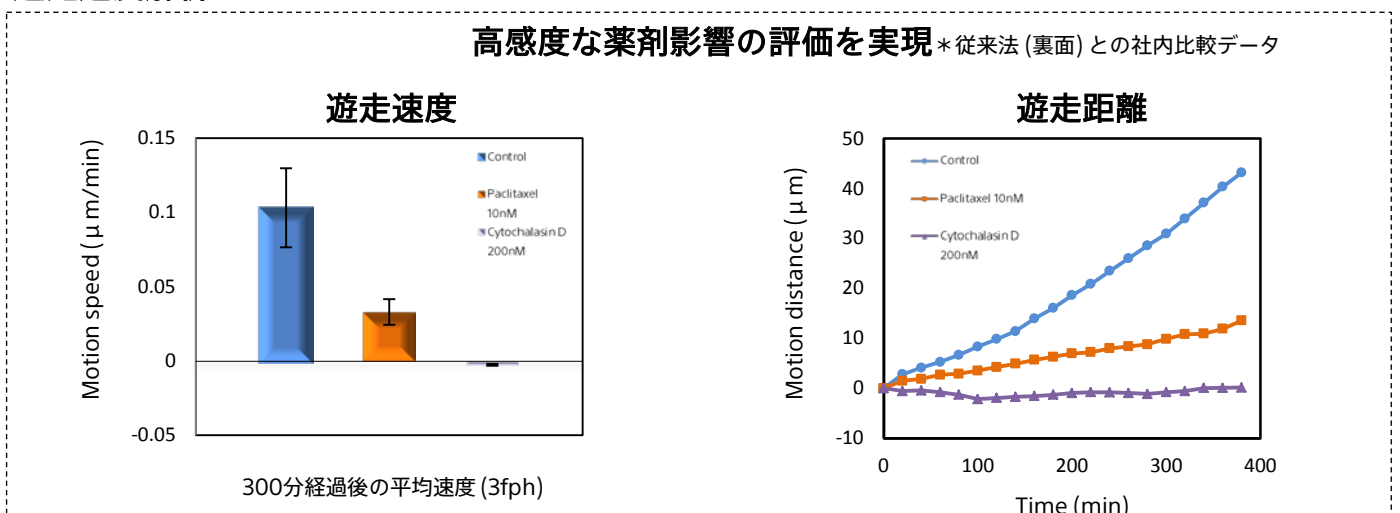 高感度な薬剤影響の評価を実現 *従来法 (裏面) との社内比較データ
遊走速度
Motion speed ( μ m/min)
0.15
0.1
0.05
0
-0.05
Control
Paclitaxel
10nM
Cytochalasin D
200nM
300分経過後の平均速度 (3fph)
遊走距離
Motion distance ( μ m)
50
40
30
20
10
0
-10
Control
Paclitaxel 10nM
Cytochalasin D
200nM
0 100 200 300 400
Time (min)